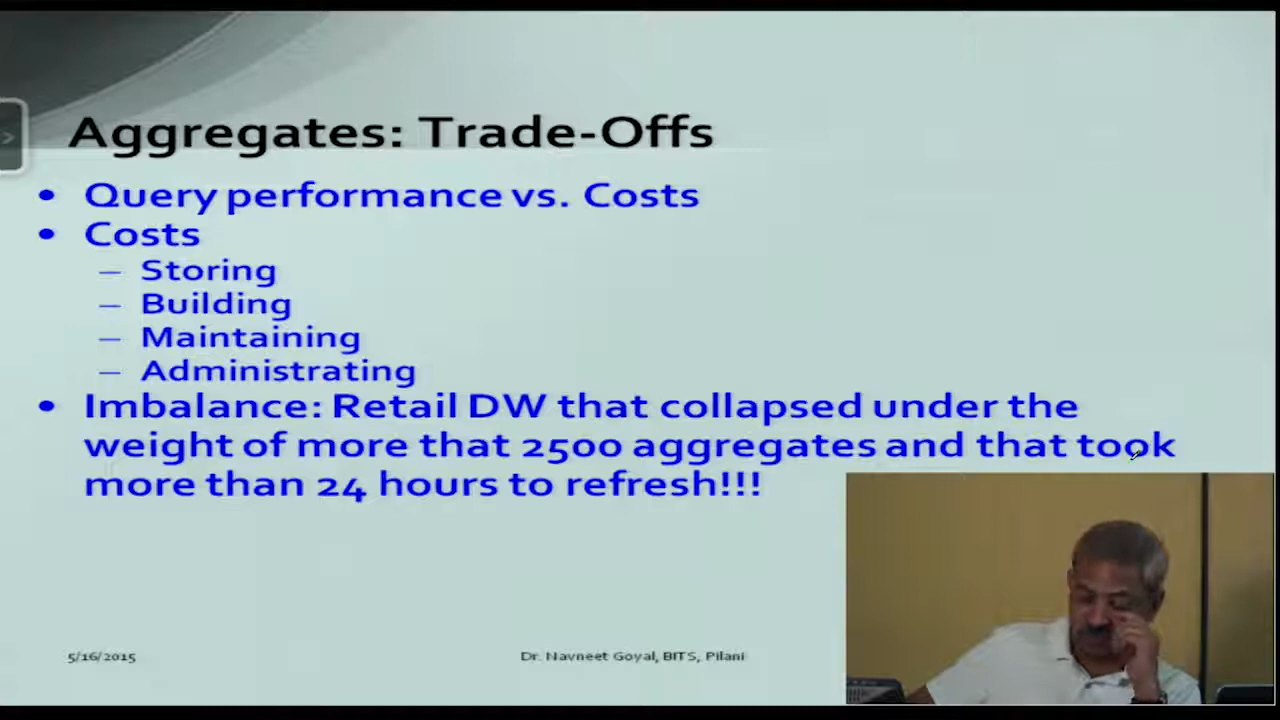 Aggregates: Trade-Offs
• Query performance vs. Costs
• Costs
– Storing
– Building
– Maintaining
– Administrating
• Imbalance: Retail DW that collapsed under the
weight of more that 2500 aggregates and that took
more than 24 hours to refresh!!!
5/16/2015
Dr. Navneet Goyal, BITS, Pilani